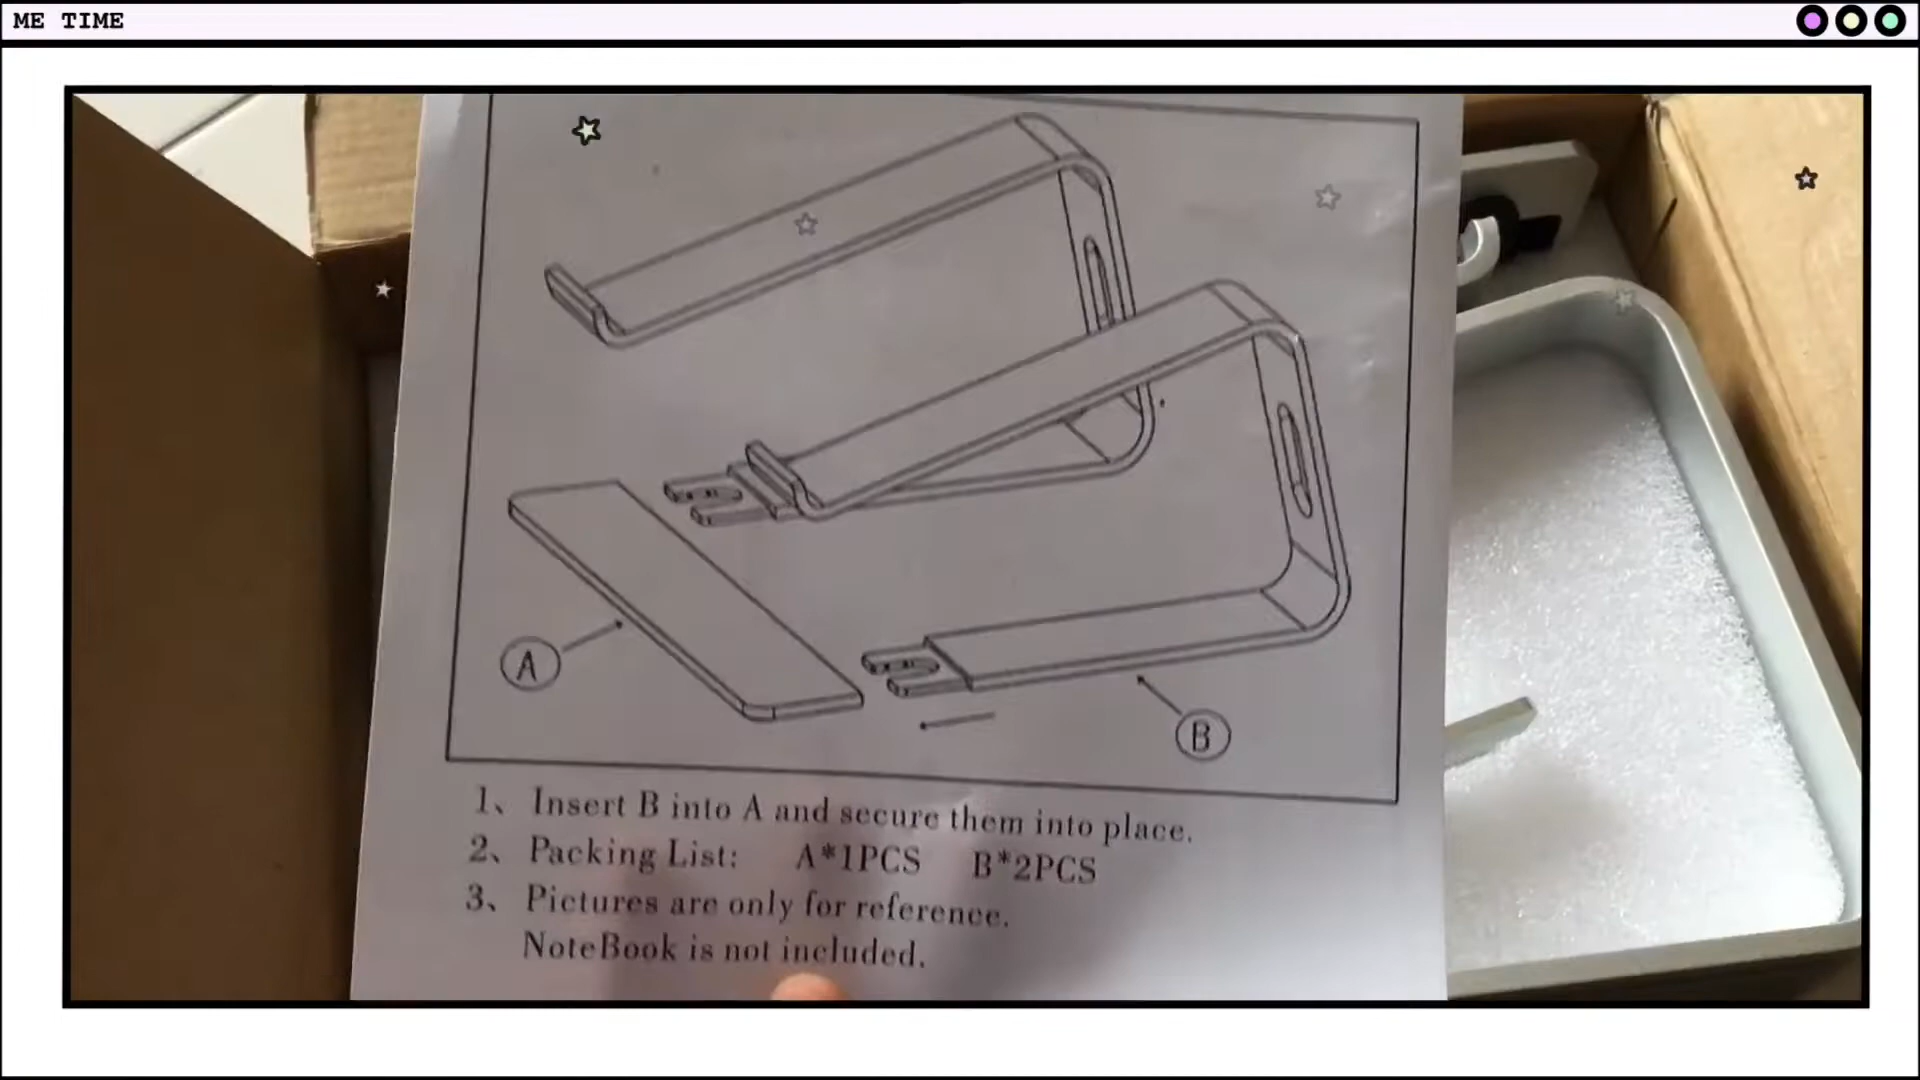 ME TIME
A
B
1、 Insert B into A and secure them into place.
2、 Packing List: A*1PCS B*2PCS
3、 Pictures are only for reference.
NoteBook is not included.